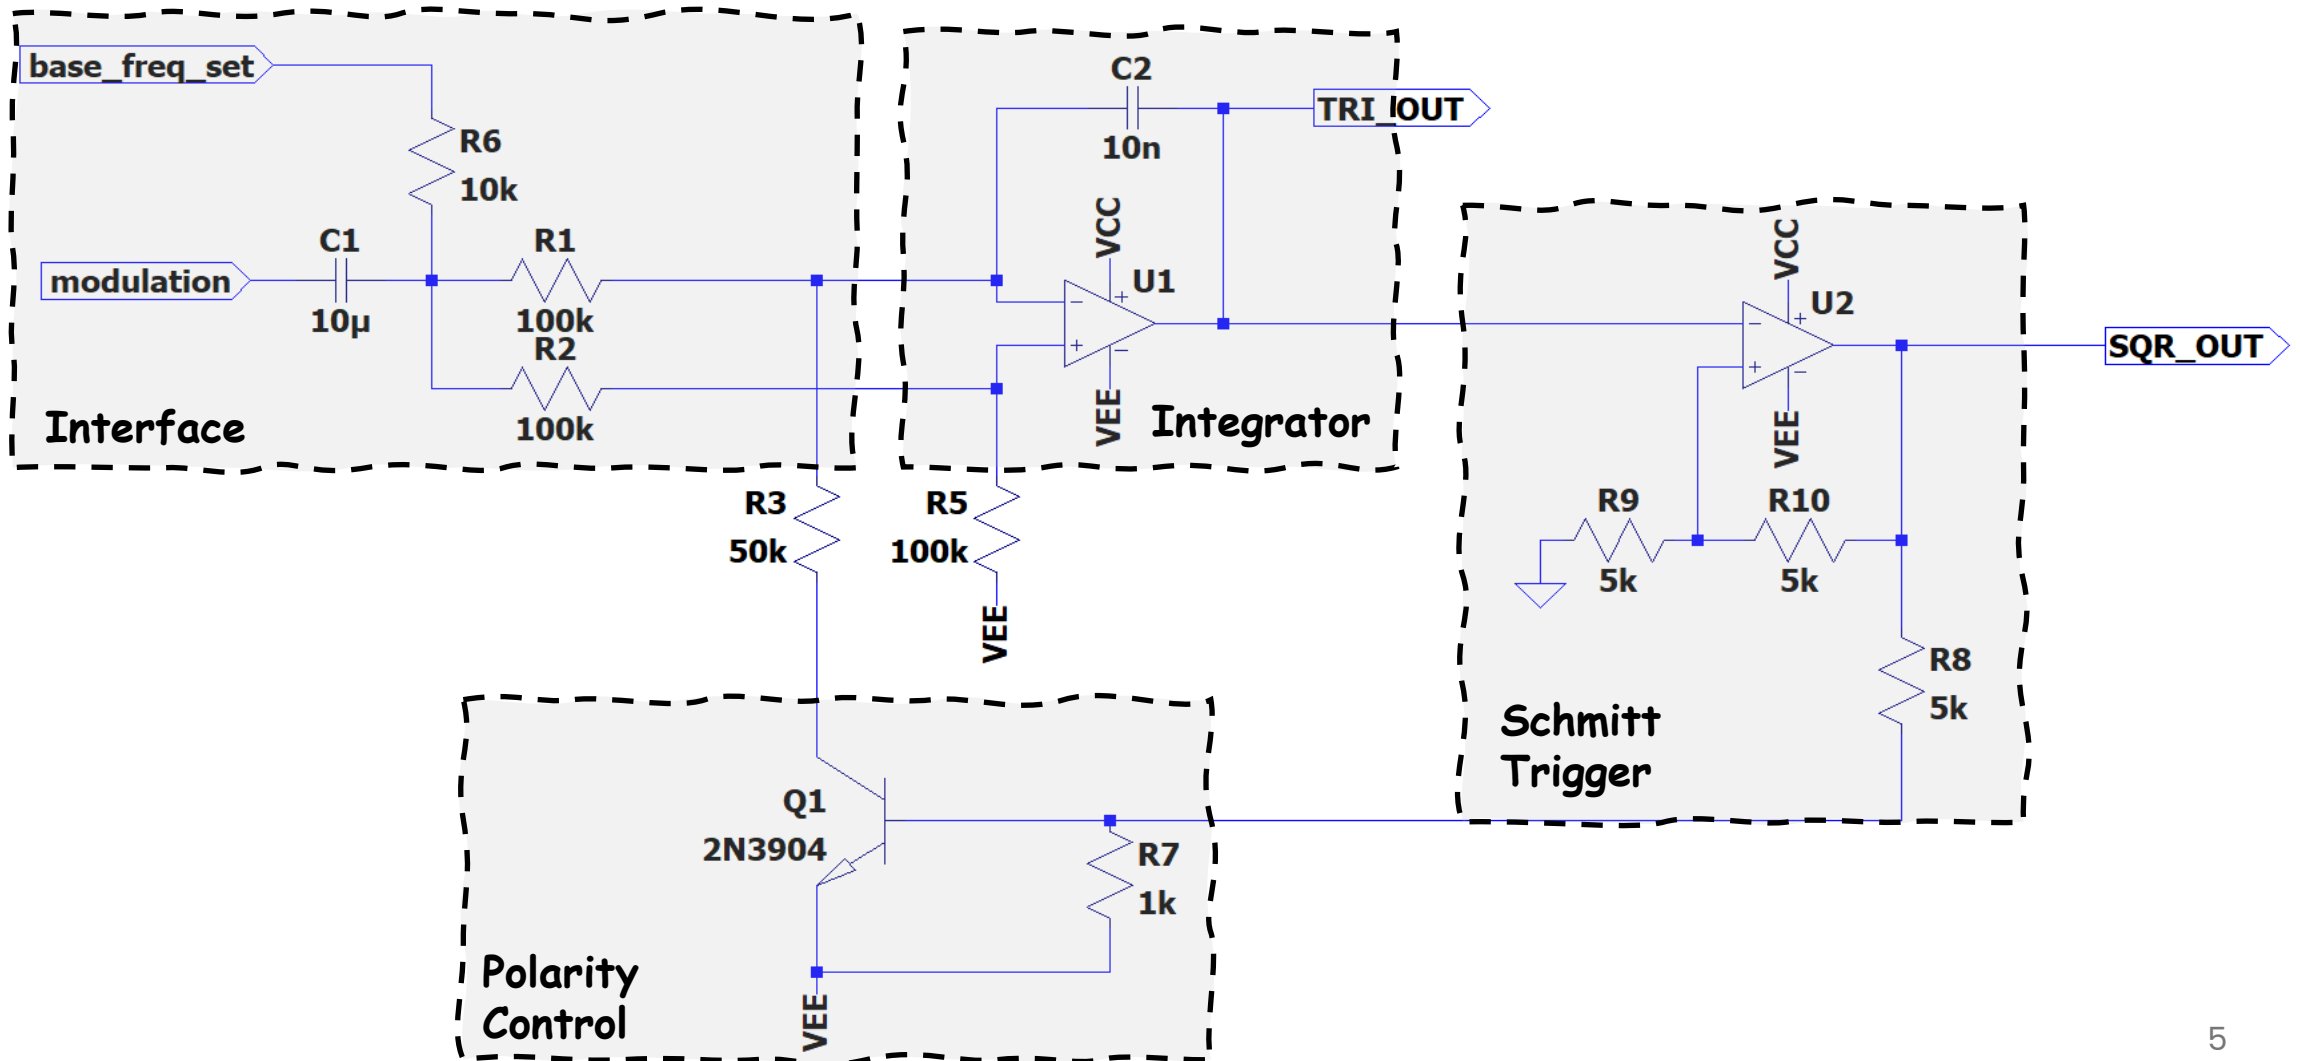 base_freq_set
R6
10k
C1
modulation
10µ
R1
100k
R2
100k
Interface
C2
10n
TRI_OUT
VCC
U1
+
−
+
−
VEE
Integrator
R3
50k
R5
100k
VEE
VCC
U2
+
−
+
−
VEE
SQR_OUT
R9
5k
R10
5k
R8
5k
Schmitt
Trigger
Q1
2N3904
R7
1k
Polarity
Control
VEE
5